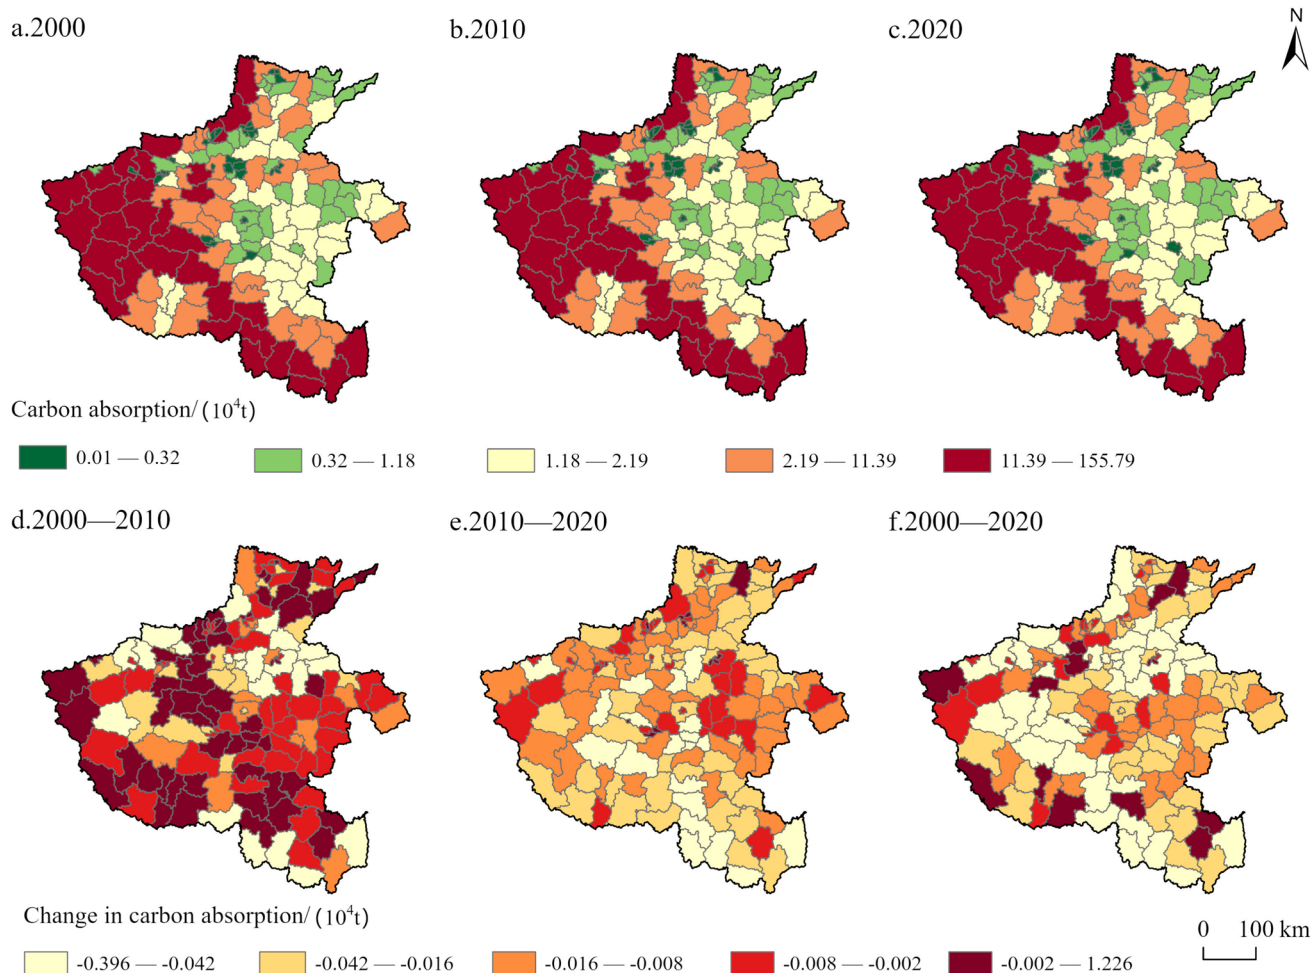 a.2000
b.2010
c.2020
N
Carbon absorption/(10⁴t)
0.01 — 0.32
0.32 — 1.18
1.18 — 2.19
2.19 — 11.39
11.39 — 155.79
d.2000—2010
e.2010—2020
f.2000—2020
Change in carbon absorption/(10⁴t)
0 100 km
-0.396 — -0.042
-0.042 — -0.016
-0.016 — -0.008
-0.008 — -0.002
-0.002 — 1.226